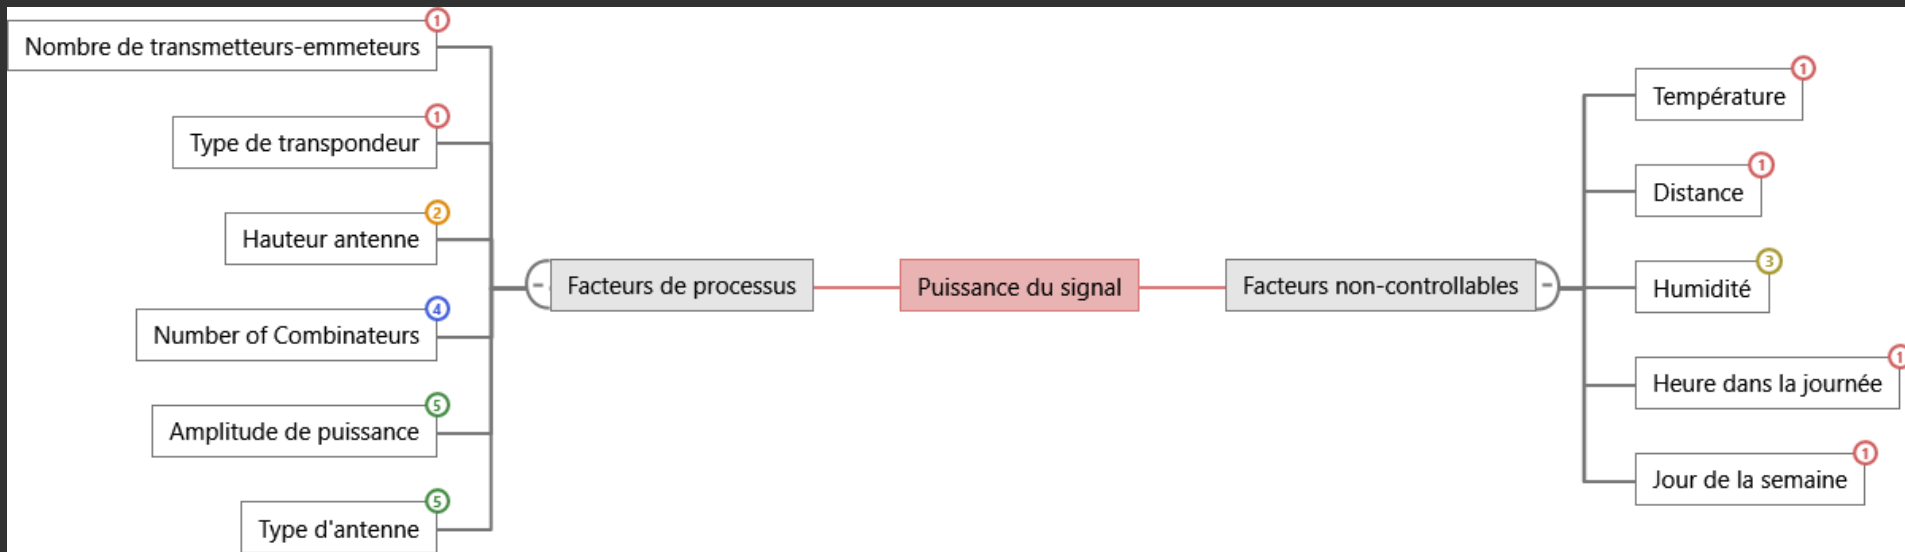 Nombre de transmetteurs-emmeteurs
1
Type de transpondeur
1
Hauteur antenne
2
Number of Combinateurs
4
Amplitude de puissance
5
Type d'antenne
5
Facteurs de processus
Puissance du signal
Facteurs non-controllables
Température
1
Distance
1
Humidité
3
Heure dans la journée
1
Jour de la semaine
1